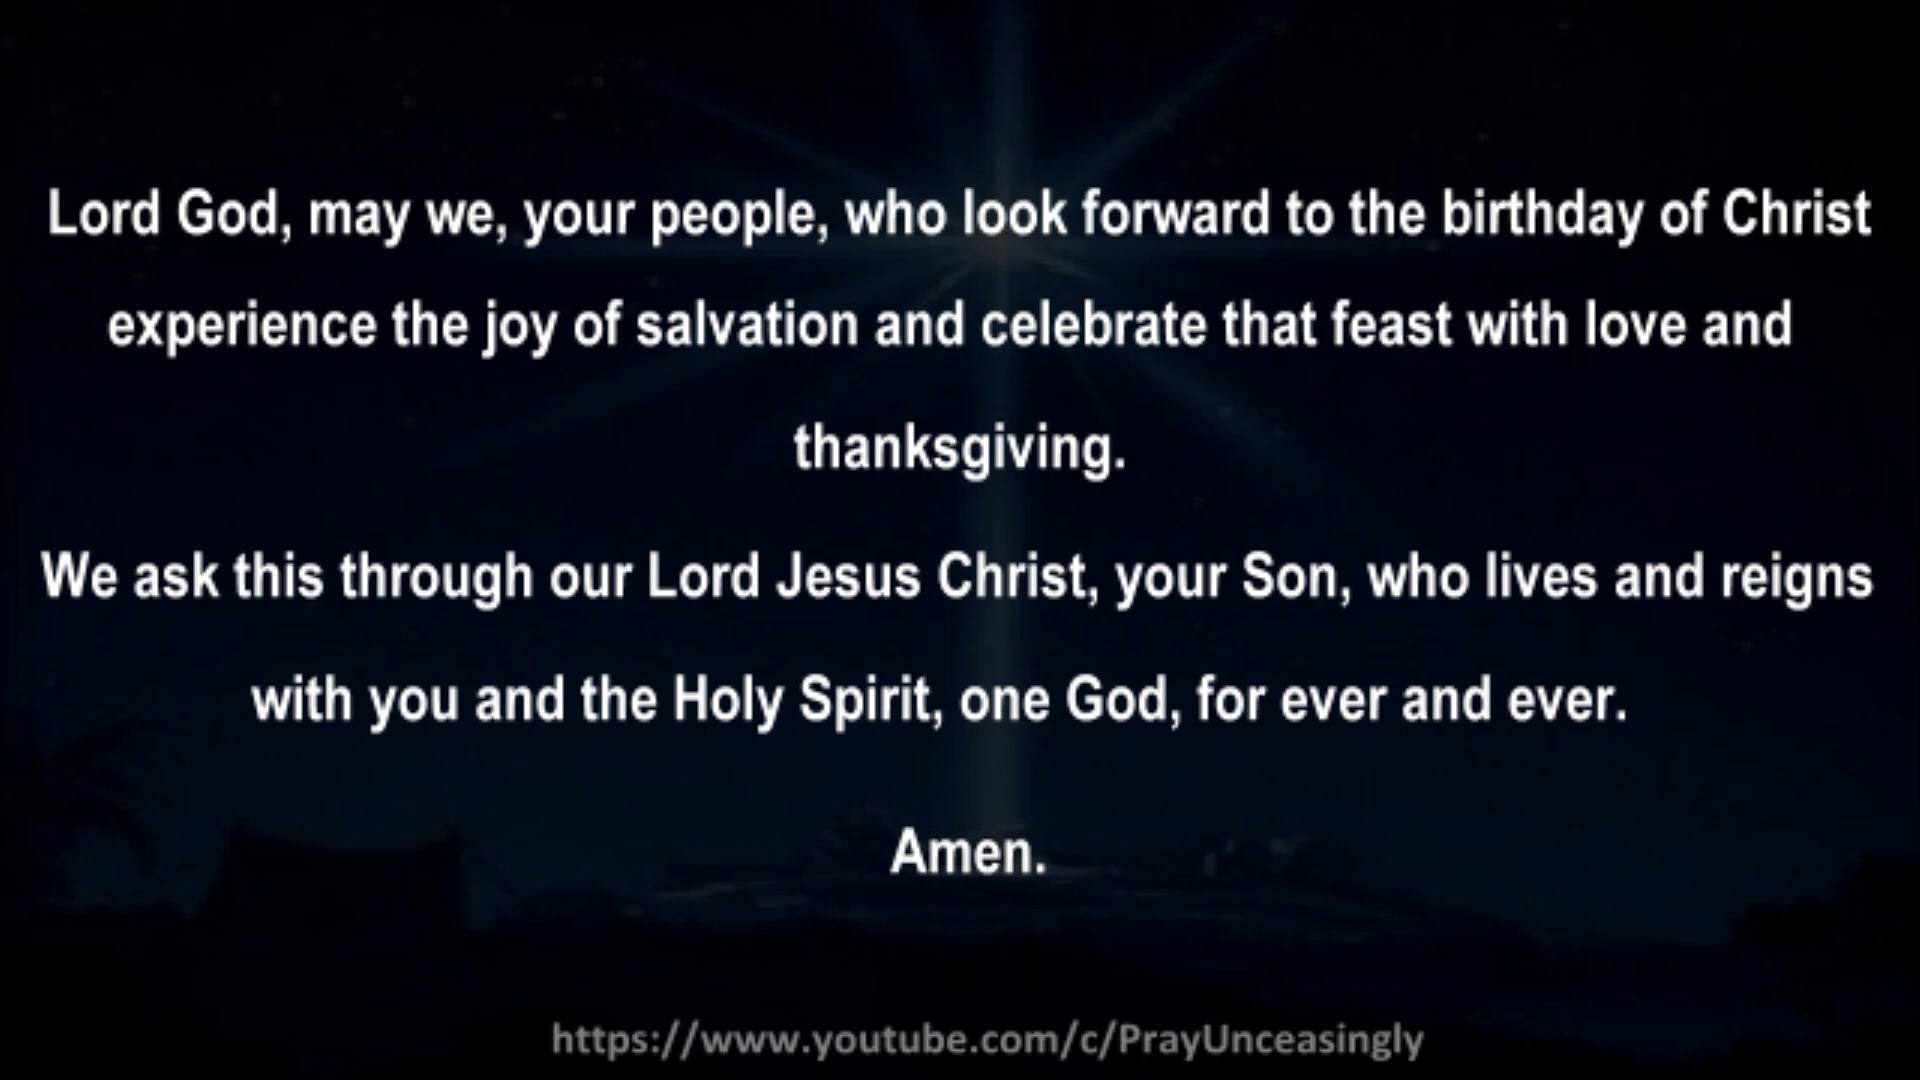 Lord God, may we, your people, who look forward to the birthday of Christ
experience the joy of salvation and celebrate that feast with love and
thanksgiving.
We ask this through our Lord Jesus Christ, your Son, who lives and reigns
with you and the Holy Spirit, one God, for ever and ever.
Amen.
https://www.youtube.com/c/PrayUnceasingly